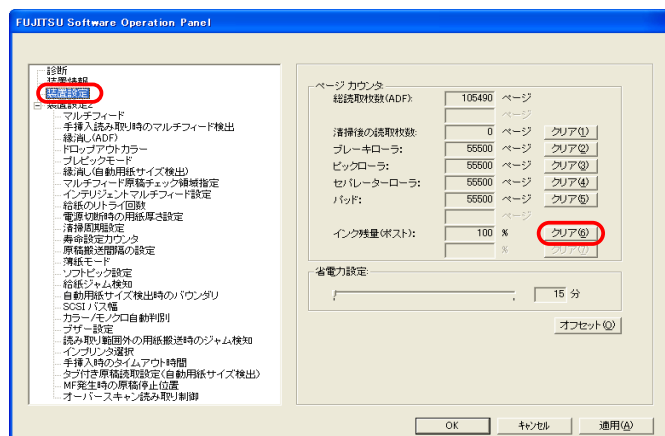 FUJITSU Software Operation Panel
診断
装置情報
装置設定
装置設定2
マルチフィード
手挿入読み取り時のマルチフィード検出
縁消し(ADF)
ドロップアウトカラー
プレピックモード
縁消し(自動用紙サイズ検出)
マルチフィード原稿チェック領域指定
インテリジェントマルチフィード設定
給紙のリトライ回数
電源切断時の用紙厚さ設定
清掃周期設定
寿命設定カウンタ
原稿搬送間隔の設定
薄紙モード
ソフトピック設定
給紙ジャム検知
自動用紙サイズ検出時のバウンダリ
SCSI バス幅
カラー/モノクロ自動判別
ブザー設定
読み取り範囲外の用紙搬送時のジャム検知
インプリンタ選択
手挿入時のタイムアウト時間
タブ付き原稿読取設定(自動用紙サイズ検出)
MF発生時の原稿停止位置
オーバースキャン読み取り制御
ページ カウンタ
総読取枚数(ADF): 105490 ページ
ページ
清掃後の読取枚数: 0 ページ クリア(1)
ブレーキローラ: 55500 ページ クリア(2)
ピックローラ: 55500 ページ クリア(3)
セパレーターローラ: 55500 ページ クリア(4)
パッド: 55500 ページ クリア(5)
ページ
インク残量(ポスト): 100 % クリア(6)
% クリア(7)
省電力設定:
15 分
オフセット(O)
OK キャンセル 適用(A)